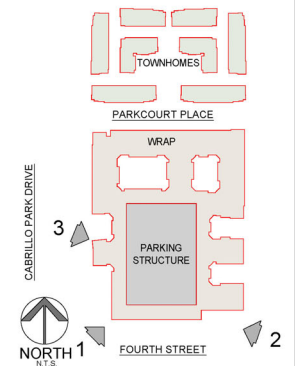 TOWNHOMES
PARKCOURT PLACE
WRAP
CABRILLO PARK DRIVE
3
PARKING
STRUCTURE
NORTH
N.T.S.
1
FOURTH STREET
2